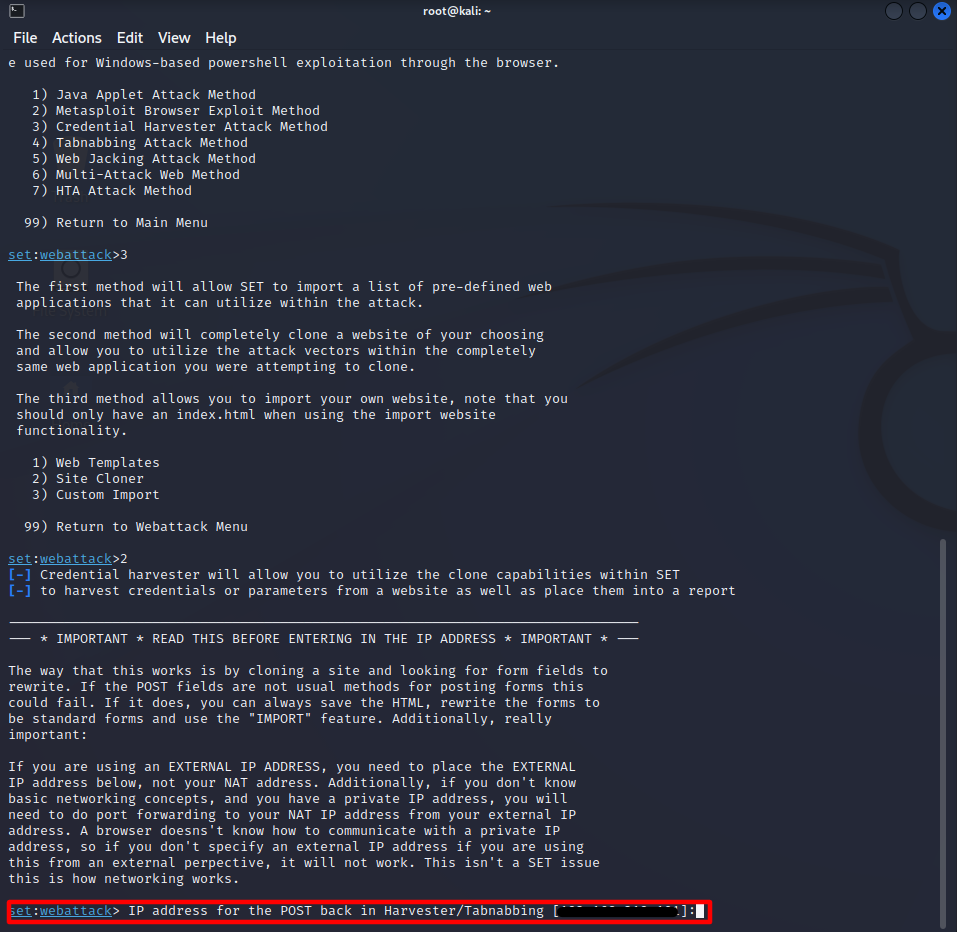 root@kali: ~
File Actions Edit View Help
e used for Windows-based powershell exploitation through the browser.
1) Java Applet Attack Method
2) Metasploit Browser Exploit Method
3) Credential Harvester Attack Method
4) Tabnabbing Attack Method
5) Web Jacking Attack Method
6) Multi-Attack Web Method
7) HTA Attack Method
99) Return to Main Menu
set:webattack>3
The first method will allow SET to import a list of pre-defined web
applications that it can utilize within the attack.
The second method will completely clone a website of your choosing
and allow you to utilize the attack vectors within the completely
same web application you were attempting to clone.
The third method allows you to import your own website, note that you
should only have an index.html when using the import website
functionality.
1) Web Templates
2) Site Cloner
3) Custom Import
99) Return to Webattack Menu
set:webattack>2
[-] Credential harvester will allow you to utilize the clone capabilities within SET
[-] to harvest credentials or parameters from a website as well as place them into a report
--- * IMPORTANT * READ THIS BEFORE ENTERING IN THE IP ADDRESS * IMPORTANT * ---
The way that this works is by cloning a site and looking for form fields to
rewrite. If the POST fields are not usual methods for posting forms this
could fail. If it does, you can always save the HTML, rewrite the forms to
be standard forms and use the "IMPORT" feature. Additionally, really
important:
If you are using an EXTERNAL IP ADDRESS, you need to place the EXTERNAL
IP address below, not your NAT address. Additionally, if you don't know
basic networking concepts, and you have a private IP address, you will
need to do port forwarding to your NAT IP address from your external IP
address. A browser doesns't know how to communicate with a private IP
address, so if you don't specify an external IP address if you are using
this from an external perpective, it will not work. This isn't a SET issue
this is how networking works.
set:webattack> IP address for the POST back in Harvester/Tabnabbing [ ]: